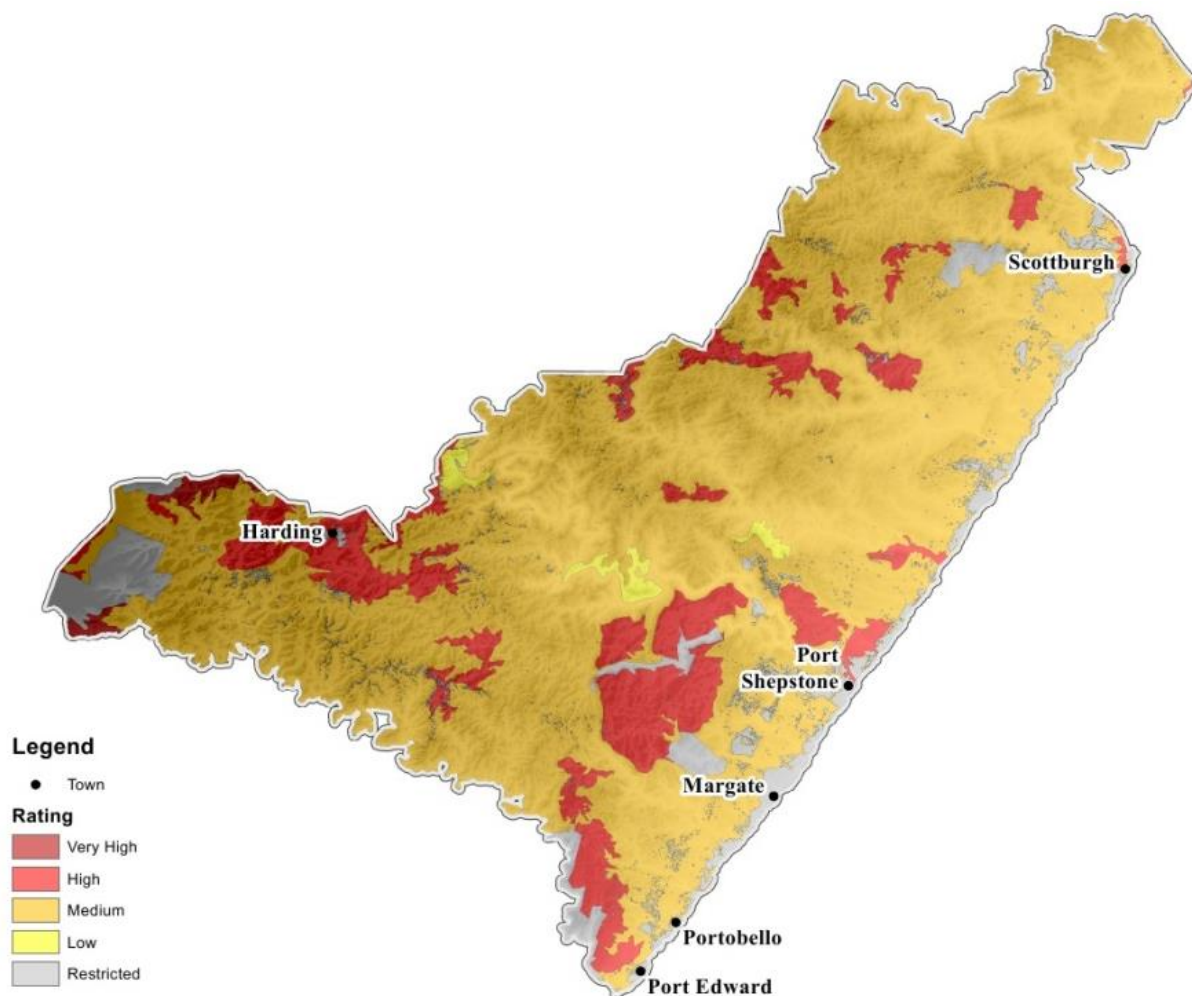 Scottburgh
Harding
Port
Shepstone
Margate
Portobello
Port Edward
Legend
Town
Rating
Very High
High
Medium
Low
Restricted